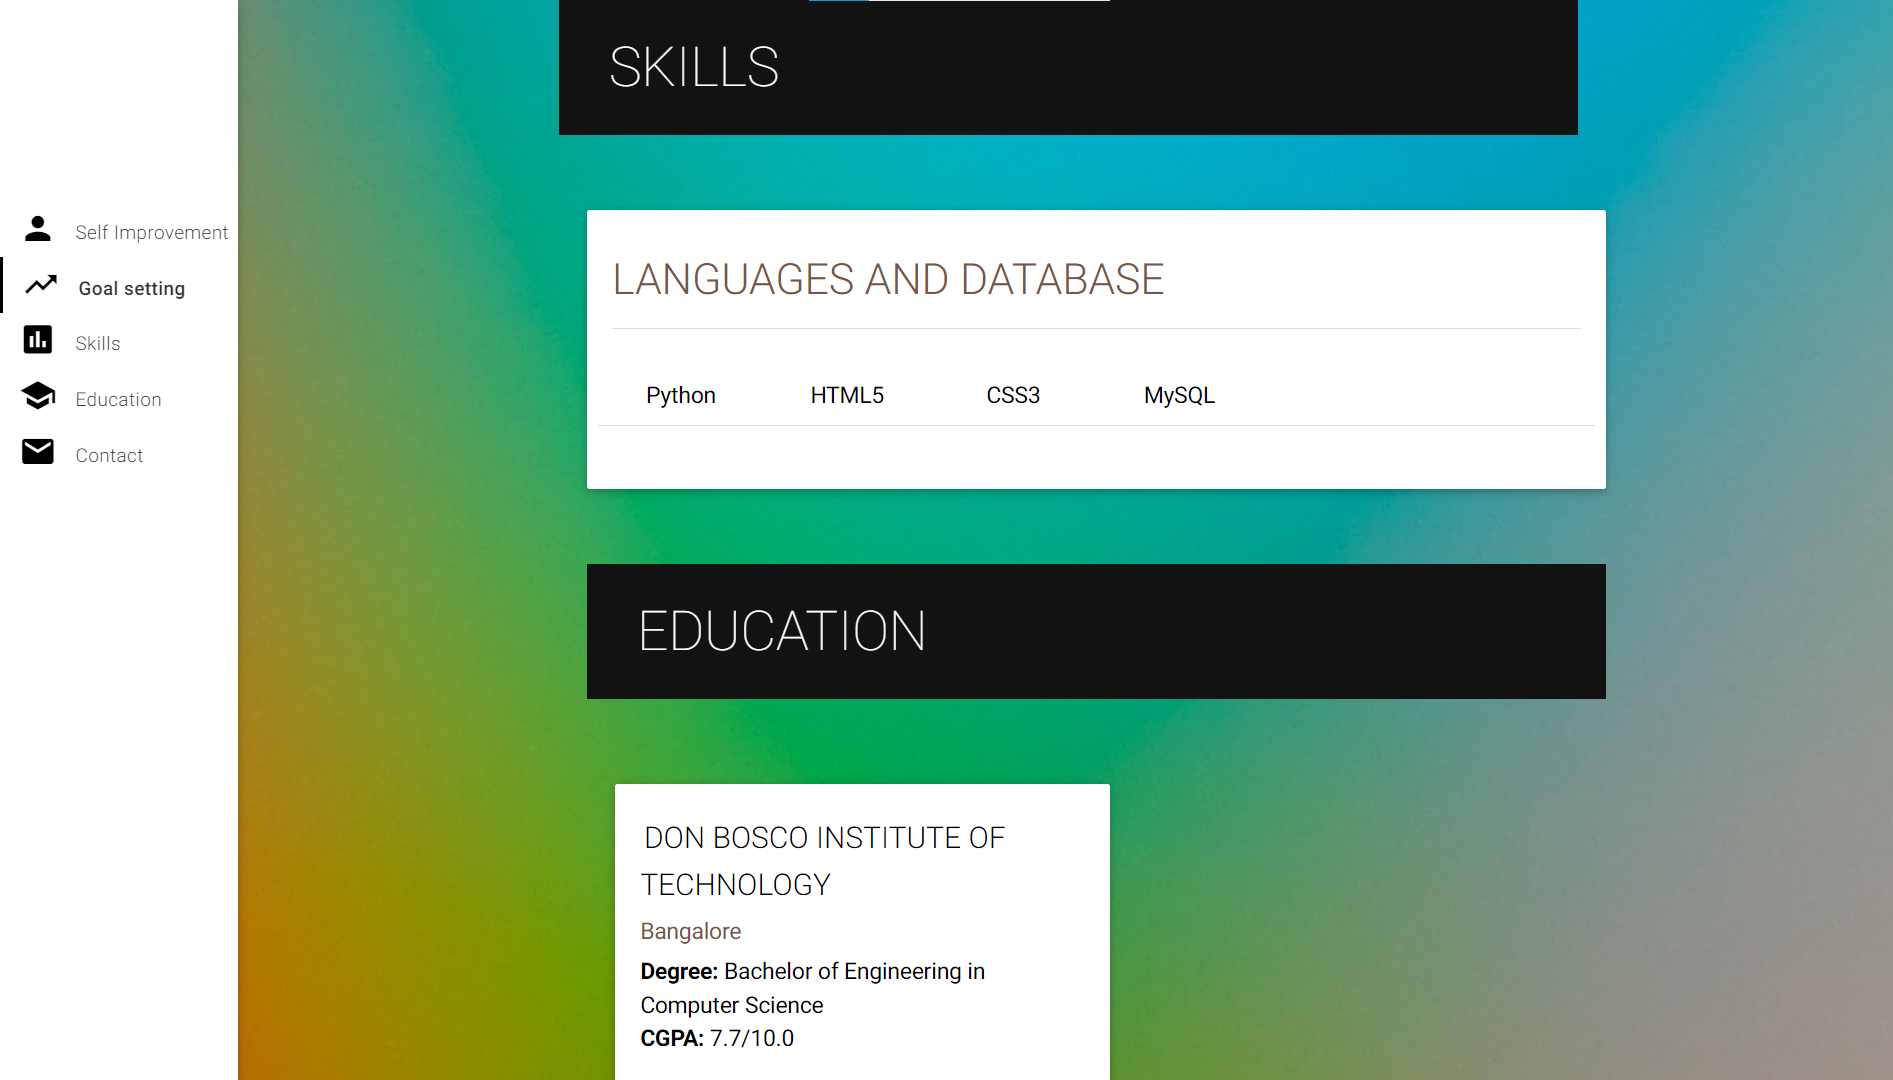 Self Improvement
Goal setting
Skills
Education
Contact
SKILLS
LANGUAGES AND DATABASE
Python HTML5 CSS3 MySQL
EDUCATION
DON BOSCO INSTITUTE OF
TECHNOLOGY
Bangalore
Degree: Bachelor of Engineering in
Computer Science
CGPA: 7.7/10.0